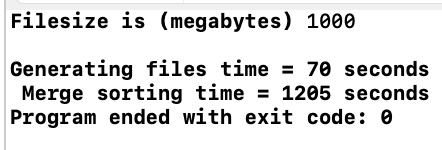 Filesize is (megabytes) 1000
Generating files time = 70 seconds
Merge sorting time = 1205 seconds
Program ended with exit code: 0